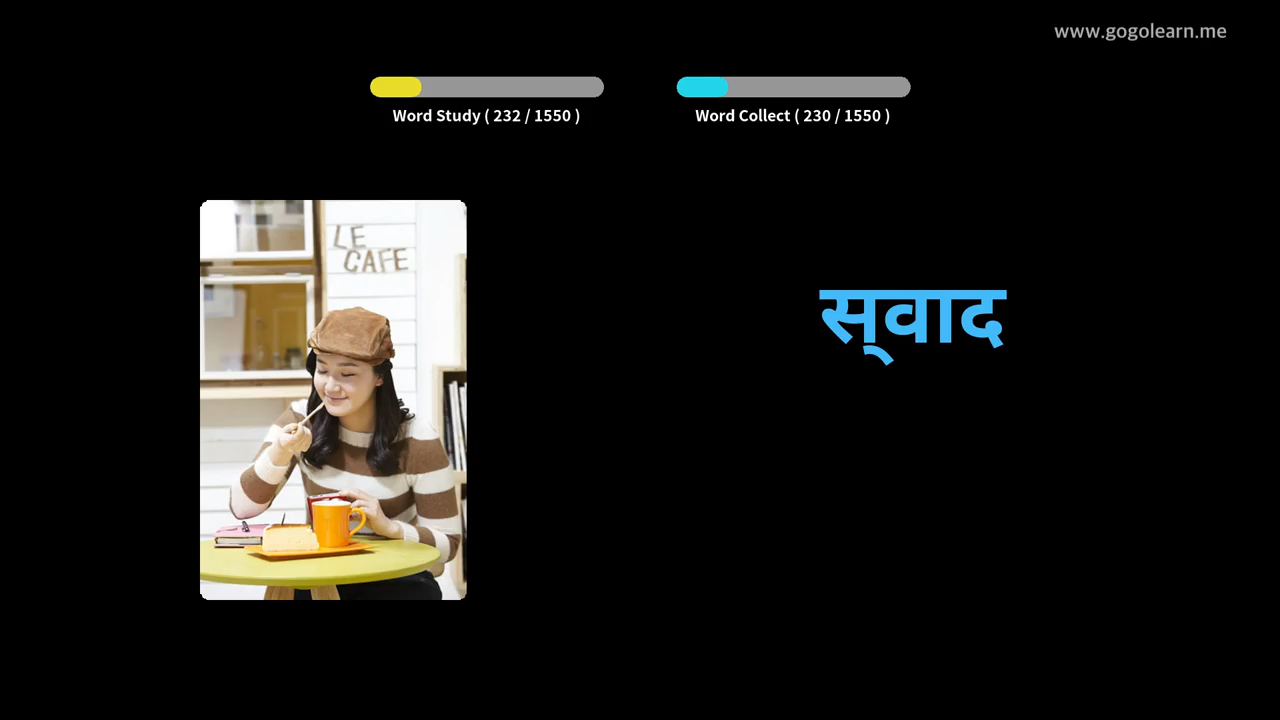 www.gogolearn.me
Word Study ( 232 / 1550 )
Word Collect ( 230 / 1550 )
LE
CAFE
स्‌वाद